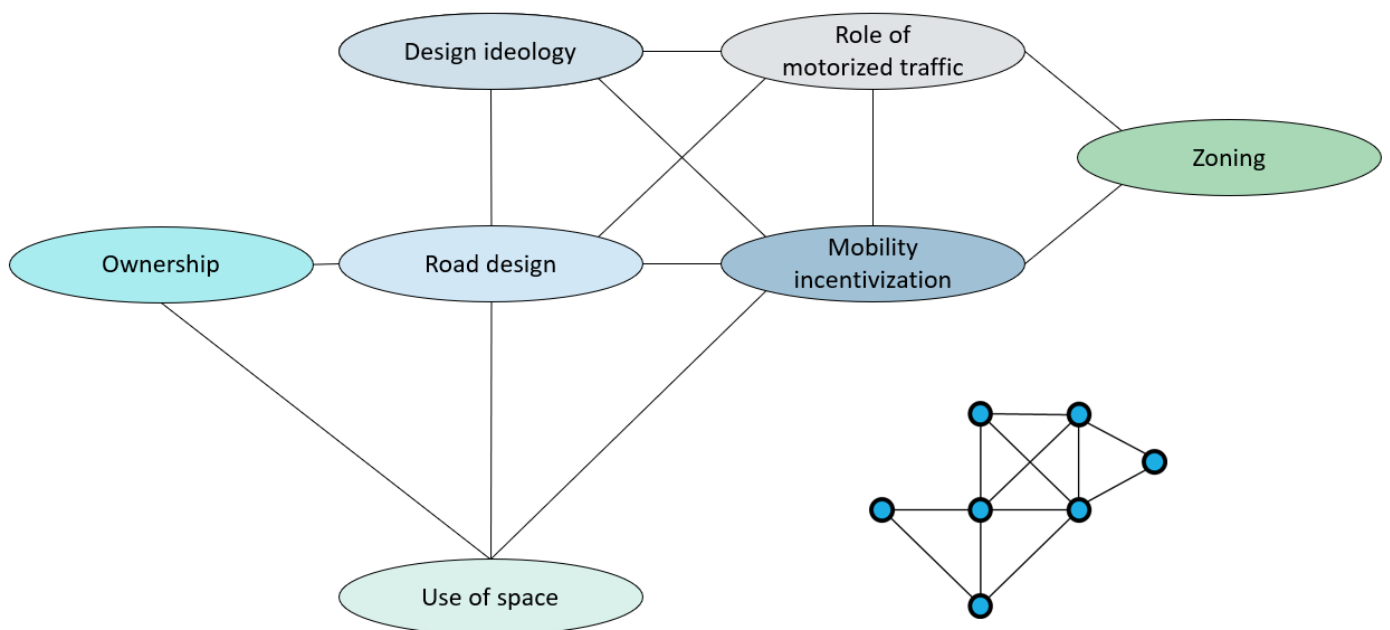 Design ideology
Role of
motorized traffic
Zoning
Ownership
Road design
Mobility
incentivization
Use of space